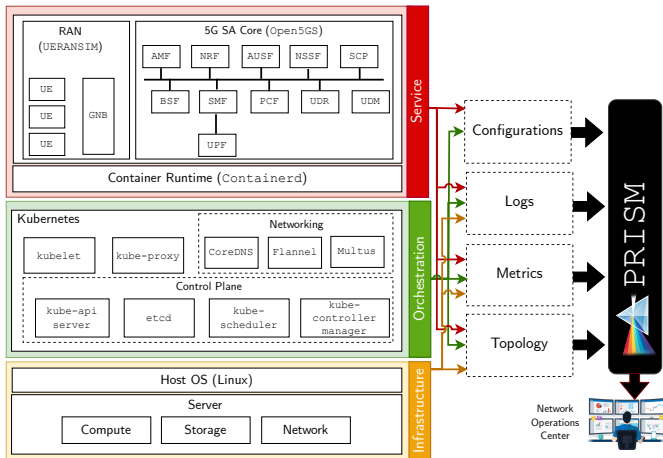 RAN
(UERANSIM)
UE
UE
UE
GNB
5G SA Core (Open5GS)
AMF
NRF
AUSF
NSSF
SCP
BSF
SMF
PCF
UDR
UDM
UPF
Container Runtime (Containerd)
Service
Kubernetes
kubelet
kube-proxy
Networking
CoreDNS
Flannel
Multus
Control Plane
kube-api
server
etcd
kube-
scheduler
kube-
controller
manager
Orchestration
Host OS (Linux)
Server
Compute
Storage
Network
Infrastructure
Configurations
Logs
Metrics
Topology
PRISM
Network
Operations
Center